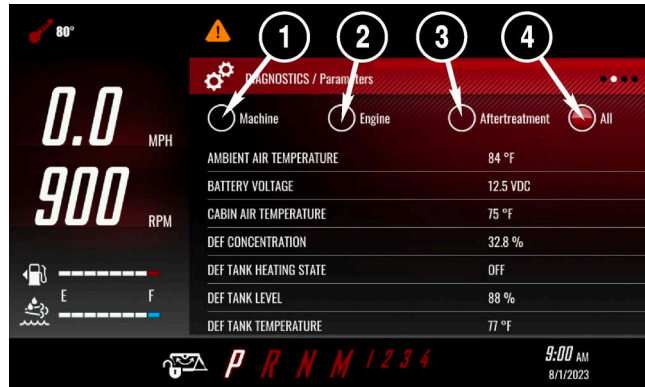 80°
1 2 3 4
DIAGNOSTICS / Parameters
Machine Engine Aftertreatment All
0.0 MPH
900 RPM
AMBIENT AIR TEMPERATURE 84 °F
BATTERY VOLTAGE 12.5 VDC
CABIN AIR TEMPERATURE 75 °F
DEF CONCENTRATION 32.8 %
DEF TANK HEATING STATE OFF
DEF TANK LEVEL 88 %
DEF TANK TEMPERATURE 77 °F
E F
P R N M 1 2 3 4
9:00 AM
8/1/2023